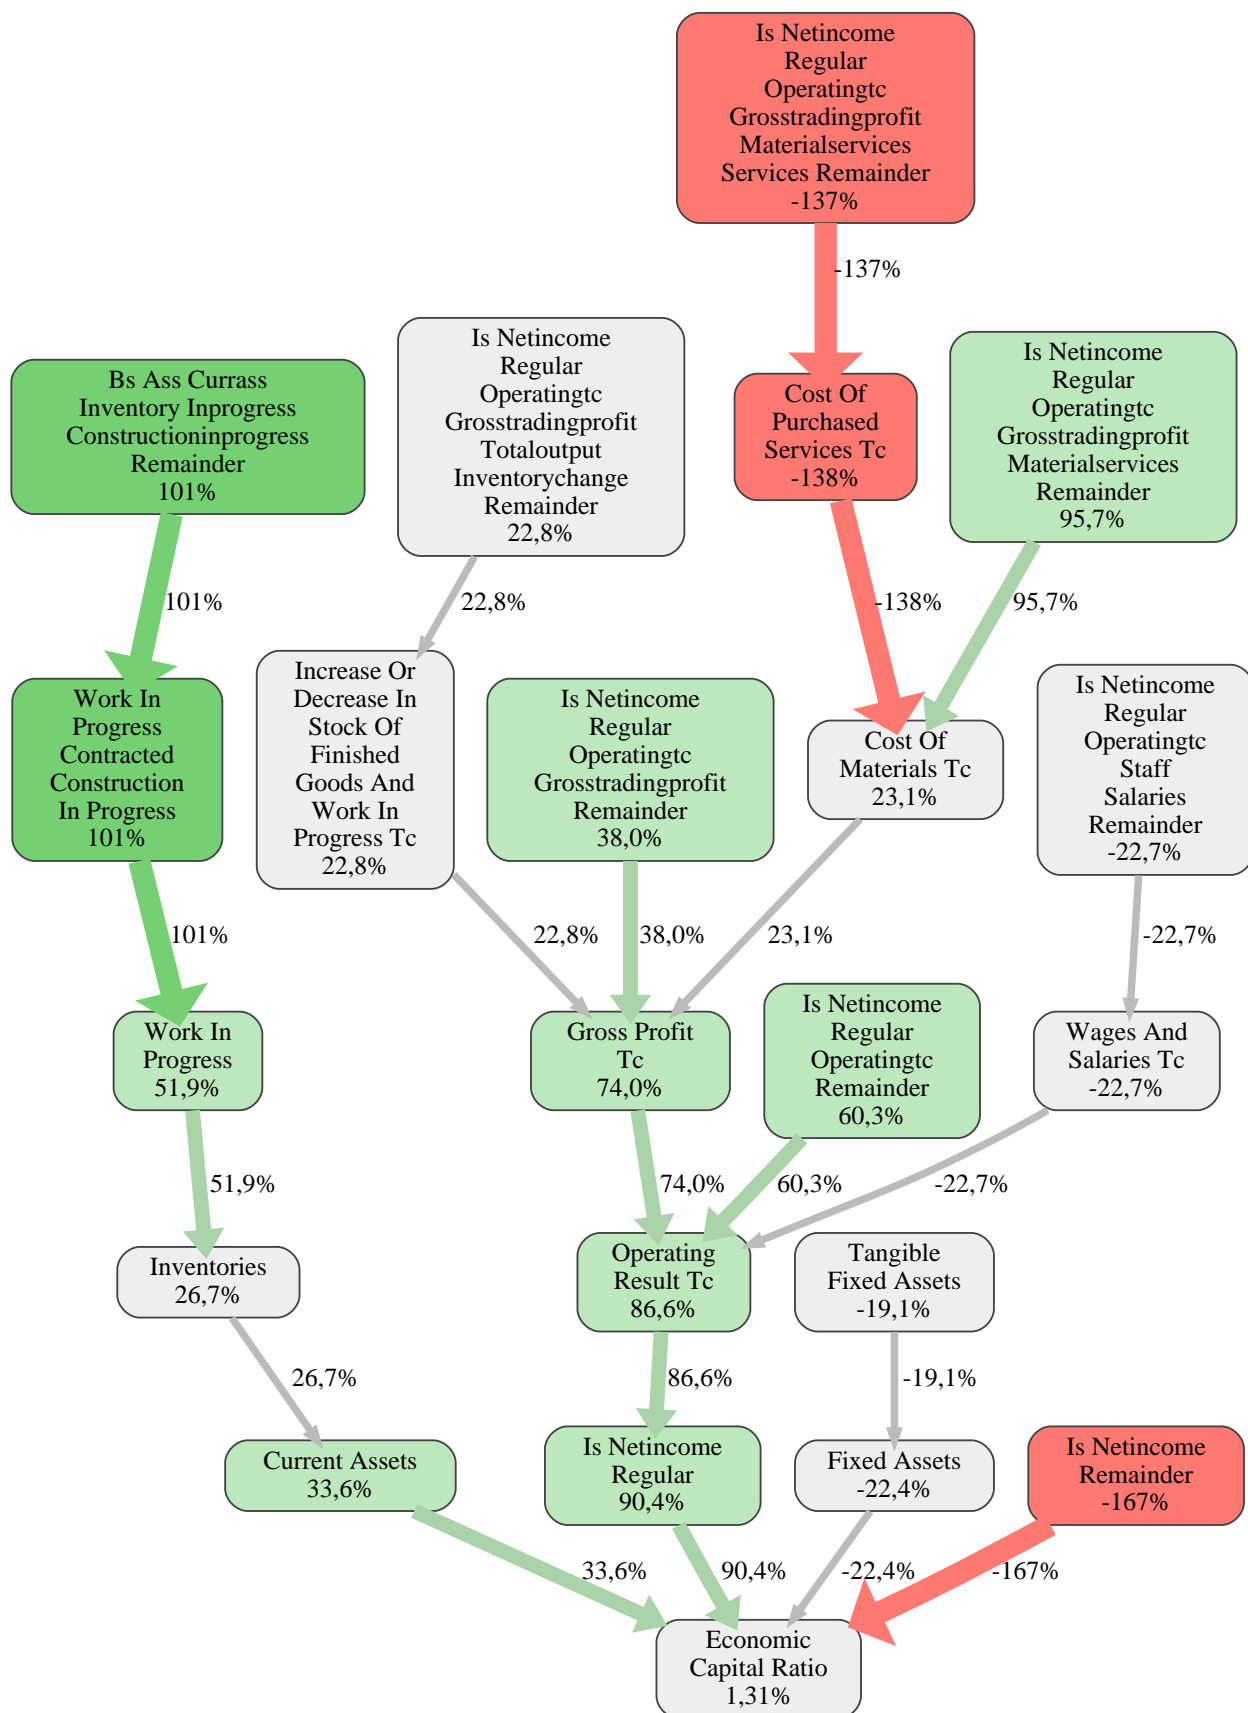 Is Netincome
Regular
Operatingtc
Grosstradingprofit
Materialservices
Services Remainder
-137%
-137%
Bs Ass Currass
Inventory Inprogress
Constructioninprogress
Remainder
101%
Is Netincome
Regular
Operatingtc
Grosstradingprofit
Totaloutput
Inventorychange
Remainder
22,8%
Cost Of
Purchased
Services Tc
-138%
Is Netincome
Regular
Operatingtc
Grosstradingprofit
Materialservices
Remainder
95,7%
101%
22,8%
-138%
95,7%
Work In
Progress
Contracted
Construction
In Progress
101%
Increase Or
Decrease In
Stock Of
Finished
Goods And
Work In
Progress Tc
22,8%
Is Netincome
Regular
Operatingtc
Grosstradingprofit
Remainder
38,0%
Cost Of
Materials Tc
23,1%
Is Netincome
Regular
Operatingtc
Staff
Salaries
Remainder
-22,7%
101%
22,8%
38,0%
23,1%
-22,7%
Work In
Progress
51,9%
Gross Profit
Tc
74,0%
Is Netincome
Regular
Operatingtc
Remainder
60,3%
Wages And
Salaries Tc
-22,7%
51,9%
74,0%
60,3%
-22,7%
Inventories
26,7%
Operating
Result Tc
86,6%
Tangible
Fixed Assets
-19,1%
26,7%
86,6%
-19,1%
Current Assets
33,6%
Is Netincome
Regular
90,4%
Fixed Assets
-22,4%
Is Netincome
Remainder
-167%
33,6%
90,4%
-22,4%
-167%
Economic
Capital Ratio
1,31%